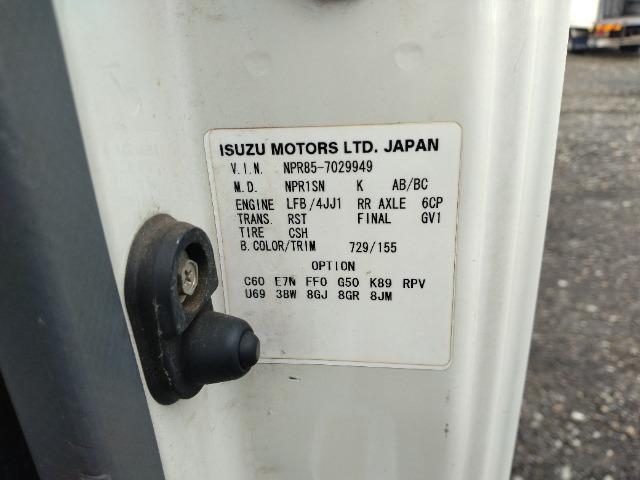 ISUZU MOTORS LTD. JAPAN
V.I.N. NPR85-7029949
M.D. NPR1SN K AB/BC
ENGINE LFB/4JJ1 RR AXLE 6CP
TRANS. RST FINAL GV1
TIRE CSH
B.COLOR/TRIM 729/155
OPTION
C60 E7N FF0 G50 K89 RPV
U69 38W 8GJ 8GR 8JM